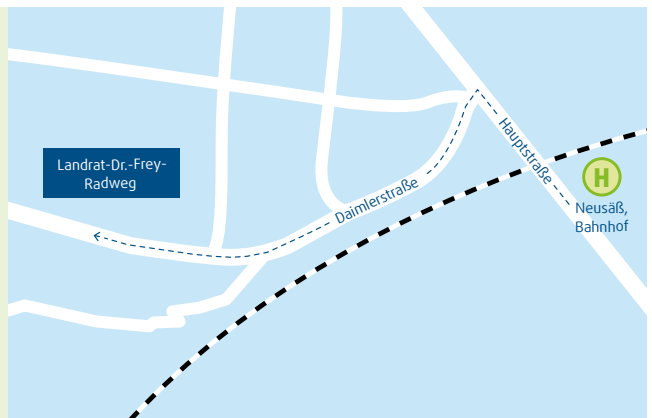 Hauptstraße
Landrat-Dr.-Frey-
Radweg
H
Daimlerstraße
Neusäß,
Bahnhof